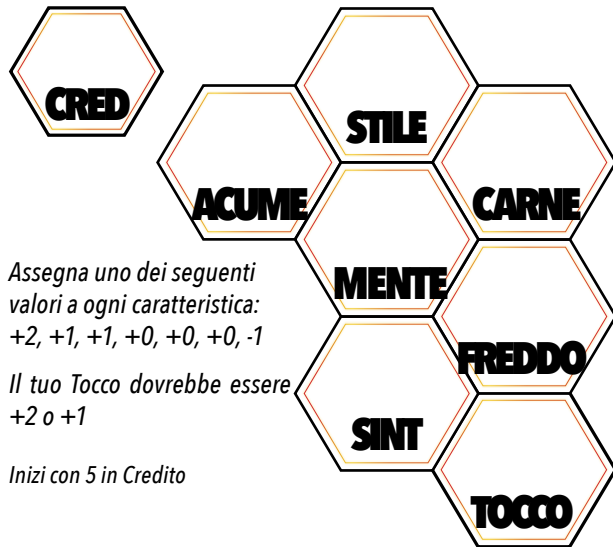 CRED
STILE
ACUME
CARNE
MENTE
Assegna uno dei seguenti
valori a ogni caratteristica:
+2, +1, +1, +0, +0, +0, -1
FREDDO
Il tuo Tocco dovrebbe essere
+2 o +1
SINT
Inizi con 5 in Credito
TOCCO